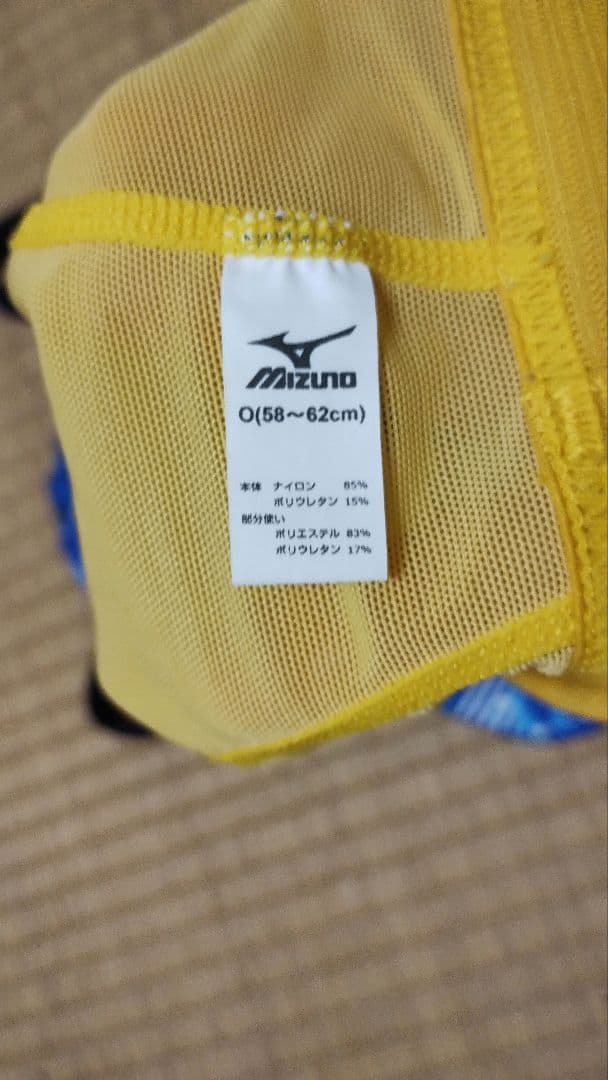 MIZUNO
O(58～62cm)
本体 ナイロン 85%
ポリウレタン 15%
部分使い
ポリエステル 83%
ポリウレタン 17%